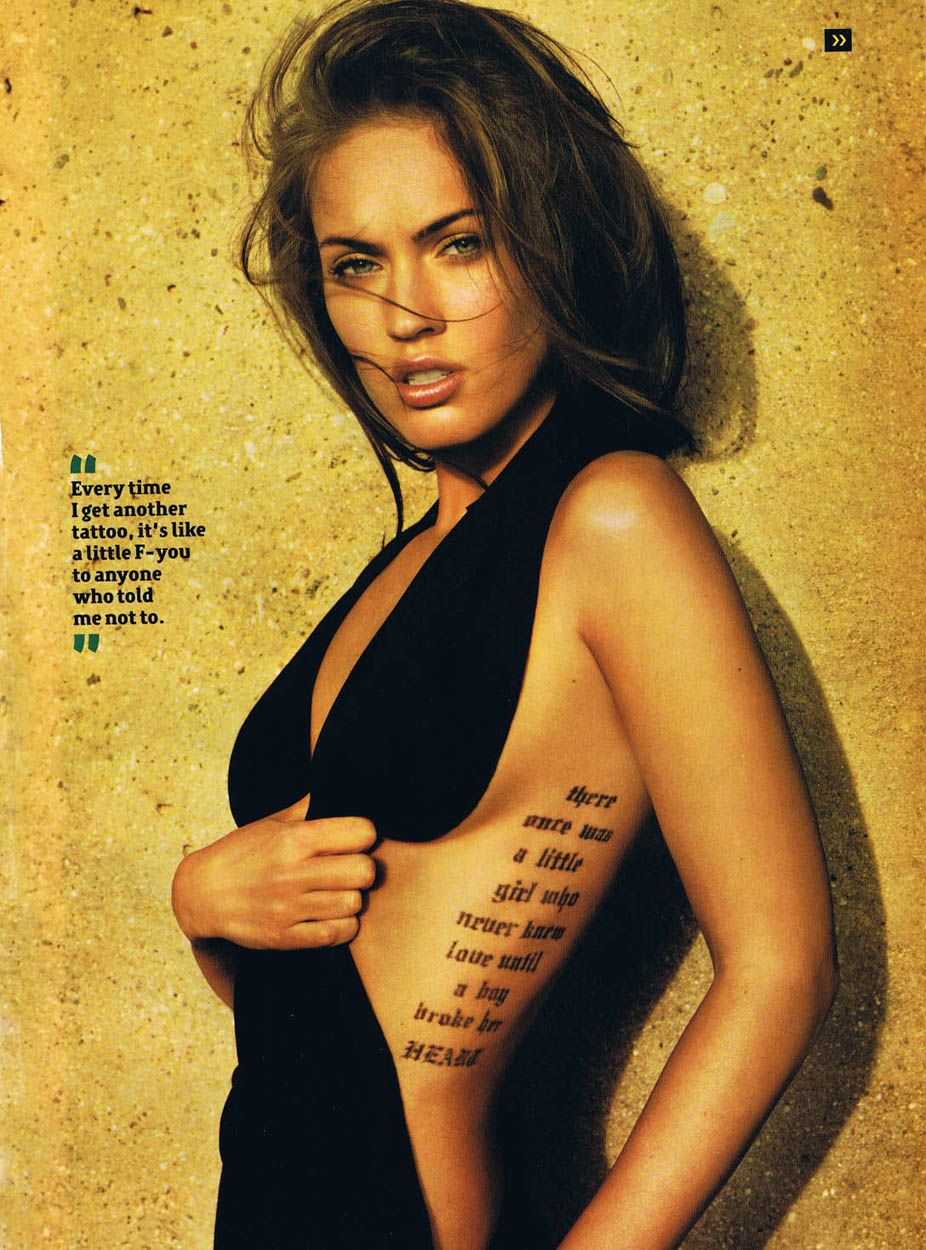 »
"
Every time
I get another
tattoo, it's like
a little F-you
to anyone
who told
me not to.
"
there
once was
a little
girl who
never knew
love until
a boy
broke her
HEART